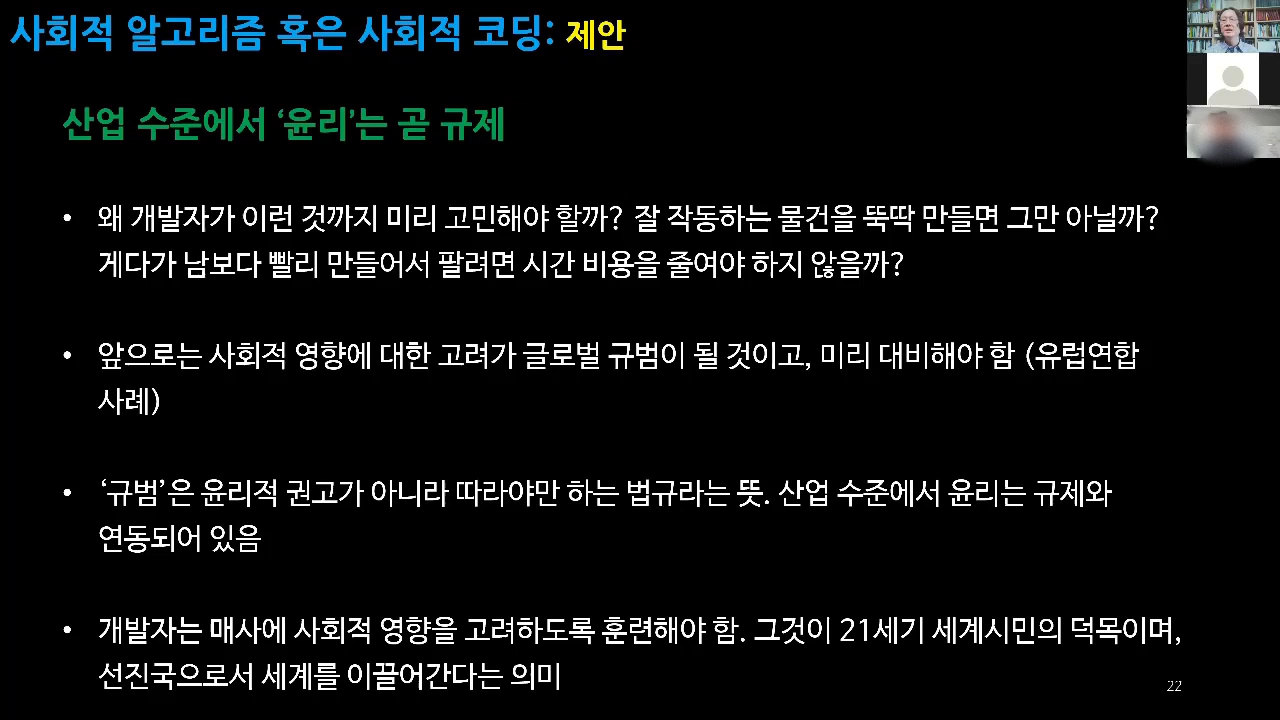 사회적 알고리즘 혹은 사회적 코딩: 제안
산업 수준에서 ‘윤리’는 곧 규제
• 왜 개발자가 이런 것까지 미리 고민해야 할까? 잘 작동하는 물건을 뚝딱 만들면 그만 아닐까?
게다가 남보다 빨리 만들어서 팔려면 시간 비용을 줄여야 하지 않을까?
• 앞으로는 사회적 영향에 대한 고려가 글로벌 규범이 될 것이고, 미리 대비해야 함 (유럽연합
사례)
• ‘규범’은 윤리적 권고가 아니라 따라야만 하는 법규라는 뜻. 산업 수준에서 윤리는 규제와
연동되어 있음
• 개발자는 매사에 사회적 영향을 고려하도록 훈련해야 함. 그것이 21세기 세계시민의 덕목이며,
선진국으로서 세계를 이끌어간다는 의미
22